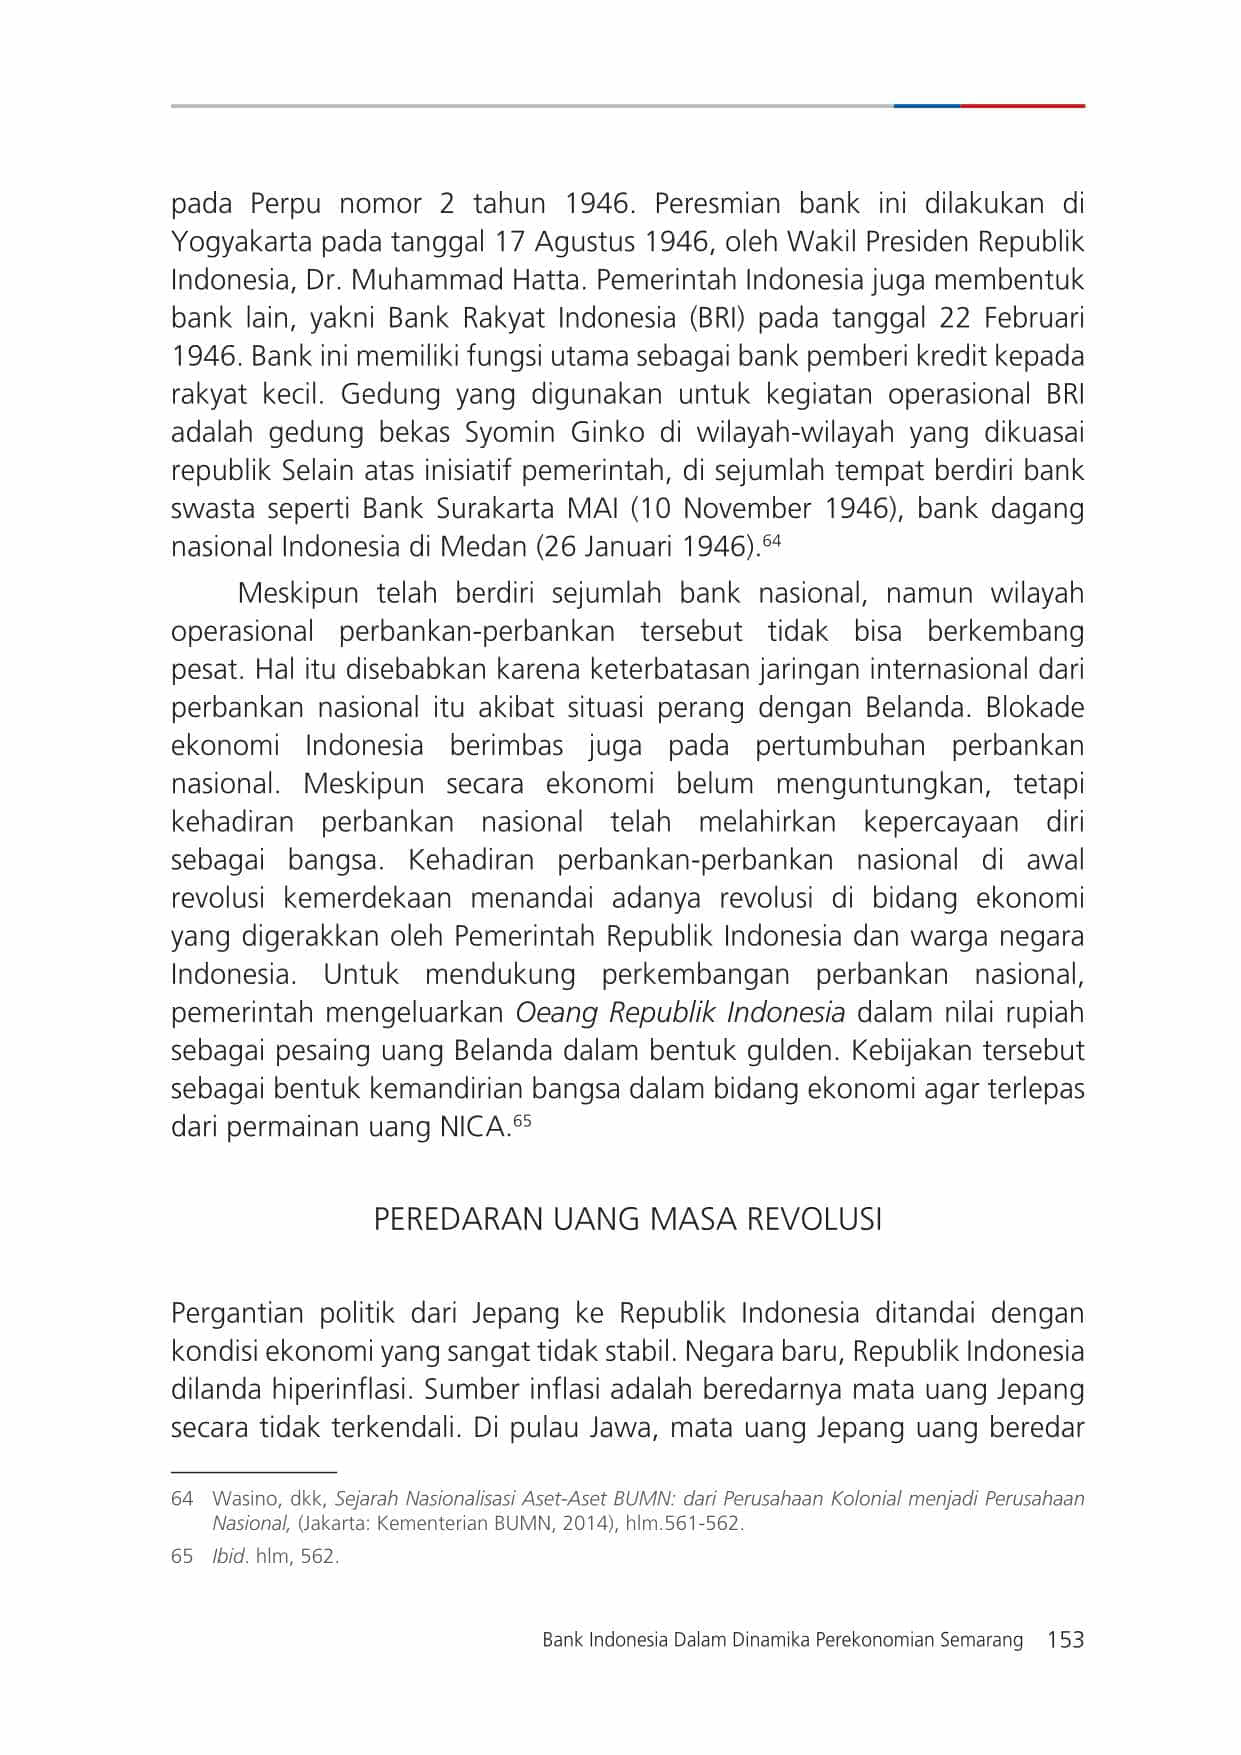 pada Perpu nomor 2 tahun 1946. Peresmian bank ini dilakukan di
Yogyakarta pada tanggal 17 Agustus 1946, oleh Wakil Presiden Republik
Indonesia, Dr. Muhammad Hatta. Pemerintah Indonesia juga membentuk
bank lain, yakni Bank Rakyat Indonesia (BRI) pada tanggal 22 Februari
1946. Bank ini memiliki fungsi utama sebagai bank pemberi kredit kepada
rakyat kecil. Gedung yang digunakan untuk kegiatan operasional BRI
adalah gedung bekas Syomin Ginko di wilayah-wilayah yang dikuasai
republik Selain atas inisiatif pemerintah, di sejumlah tempat berdiri bank
swasta seperti Bank Surakarta MAI (10 November 1946), bank dagang
nasional Indonesia di Medan (26 Januari 1946).64
Meskipun telah berdiri sejumlah bank nasional, namun wilayah
operasional perbankan-perbankan tersebut tidak bisa berkembang
pesat. Hal itu disebabkan karena keterbatasan jaringan internasional dari
perbankan nasional itu akibat situasi perang dengan Belanda. Blokade
ekonomi Indonesia berimbas juga pada pertumbuhan perbankan
nasional. Meskipun secara ekonomi belum menguntungkan, tetapi
kehadiran perbankan nasional telah melahirkan kepercayaan diri
sebagai bangsa. Kehadiran perbankan-perbankan nasional di awal
revolusi kemerdekaan menandai adanya revolusi di bidang ekonomi
yang digerakkan oleh Pemerintah Republik Indonesia dan warga negara
Indonesia. Untuk mendukung perkembangan perbankan nasional,
pemerintah mengeluarkan Oeang Republik Indonesia dalam nilai rupiah
sebagai pesaing uang Belanda dalam bentuk gulden. Kebijakan tersebut
sebagai bentuk kemandirian bangsa dalam bidang ekonomi agar terlepas
dari permainan uang NICA.65
PEREDARAN UANG MASA REVOLUSI
Pergantian politik dari Jepang ke Republik Indonesia ditandai dengan
kondisi ekonomi yang sangat tidak stabil. Negara baru, Republik Indonesia
dilanda hiperinflasi. Sumber inflasi adalah beredarnya mata uang Jepang
secara tidak terkendali. Di pulau Jawa, mata uang Jepang uang beredar
64 Wasino, dkk, Sejarah Nasionalisasi Aset-Aset BUMN: dari Perusahaan Kolonial menjadi Perusahaan
Nasional, (Jakarta: Kementerian BUMN, 2014), hlm.561-562.
65 Ibid. hlm, 562.
Bank Indonesia Dalam Dinamika Perekonomian Semarang 153